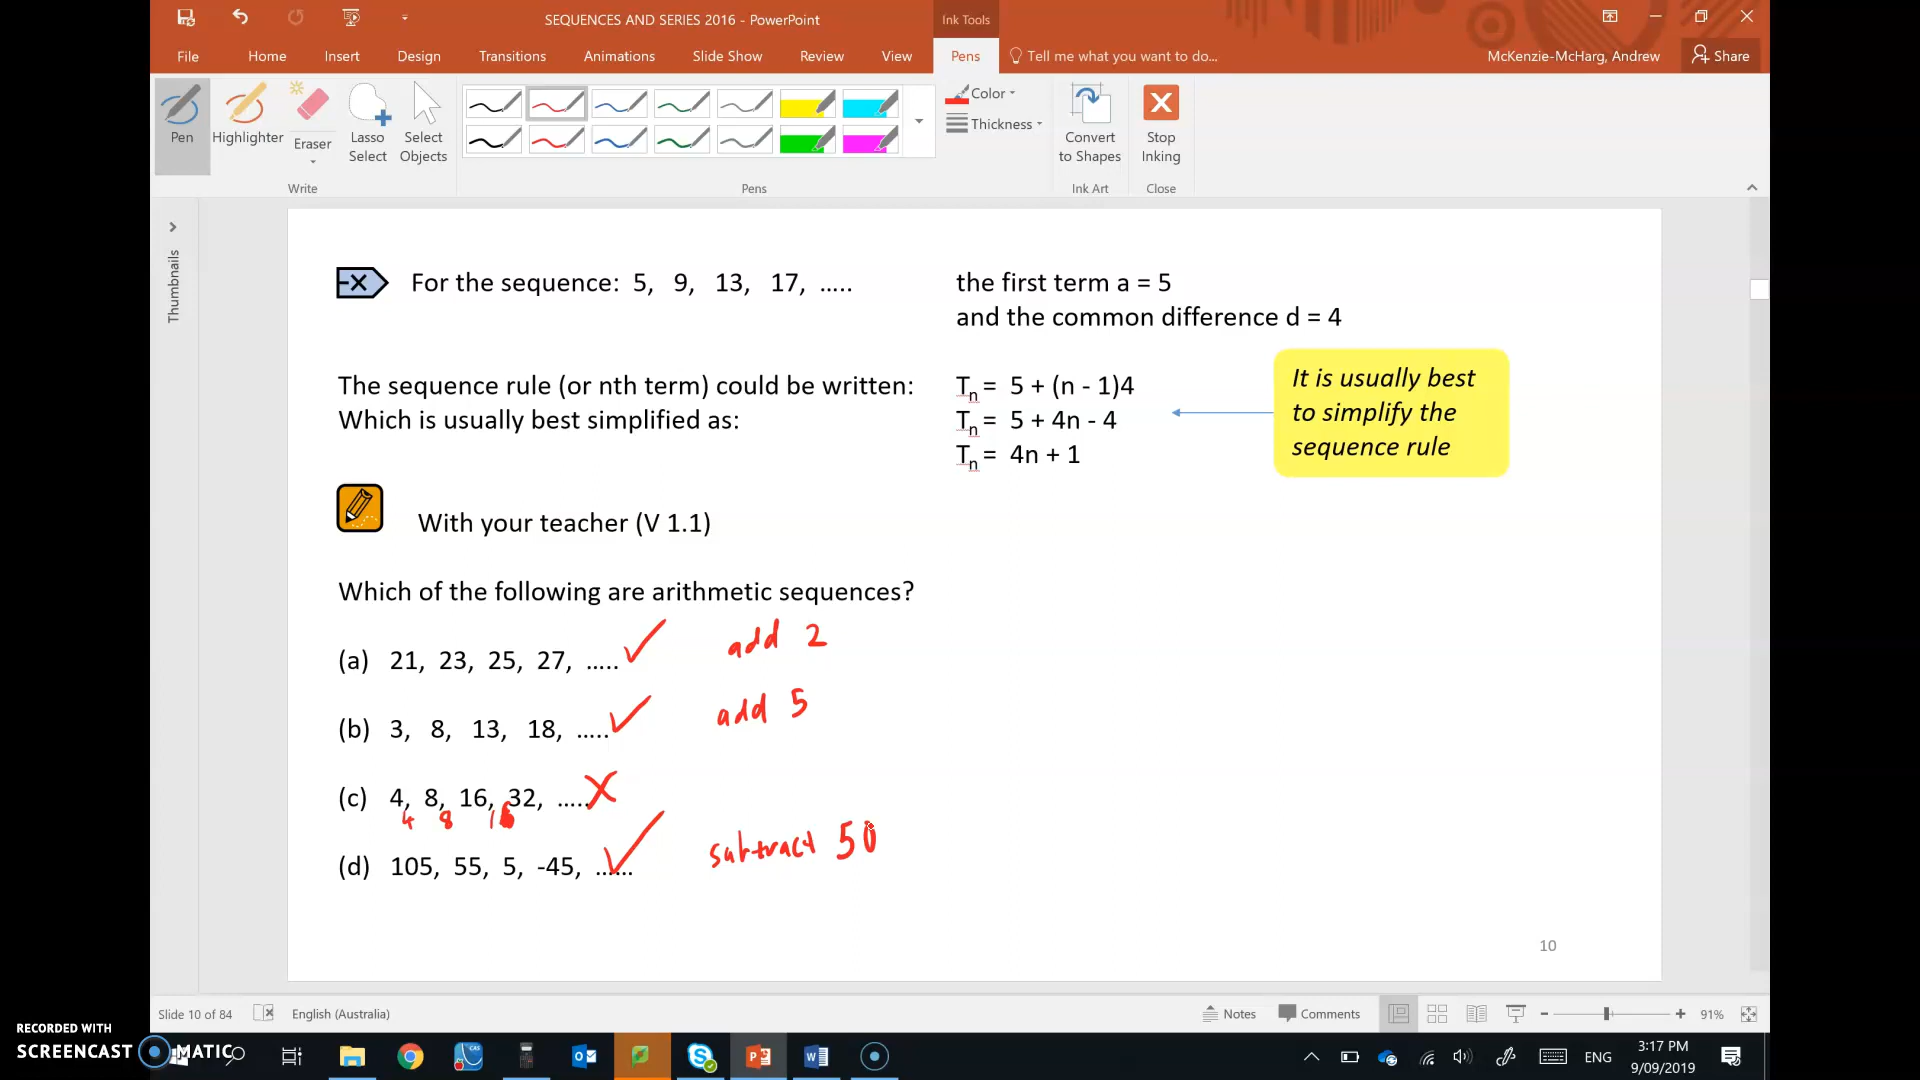 SEQUENCES AND SERIES 2016 - PowerPoint
Ink Tools
File Home Insert Design Transitions Animations Slide Show Review View Pens Tell me what you want to do... McKenzie-McHarg, Andrew Share
Pen Highlighter Eraser Lasso Select Select Objects
Color
Thickness
Convert to Shapes Stop Inking
Write Pens Ink Art Close
Thumbnails
For the sequence: 5, 9, 13, 17, ..... the first term a = 5
and the common difference d = 4
The sequence rule (or nth term) could be written: Tn = 5 + (n - 1)4
Which is usually best simplified as: Tn = 5 + 4n - 4
Tn = 4n + 1
It is usually best
to simplify the
sequence rule
With your teacher (V 1.1)
Which of the following are arithmetic sequences?
(a) 21, 23, 25, 27, ..... ✓ add 2
(b) 3, 8, 13, 18, ..... ✓ add 5
(c) 4, 8, 16, 32, ..... X
4 8 16
(d) 105, 55, 5, -45, ...... ✓ subtract 50
10
Slide 10 of 84 English (Australia) Notes Comments 91%
RECORDED WITH
SCREENCAST MATIC
ENG
3:17 PM
9/09/2019